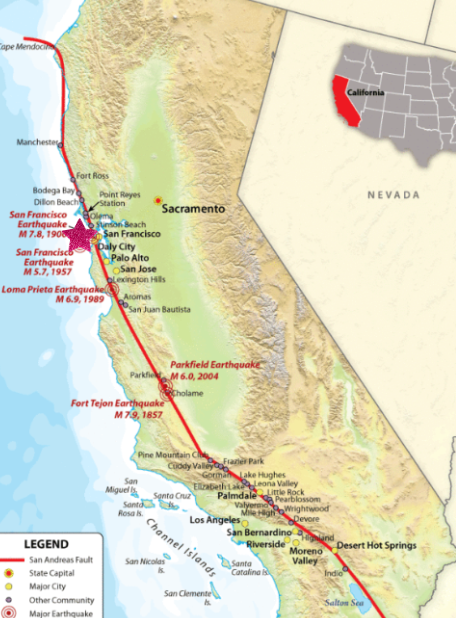 Cape Mendocino
California
NEVADA
Manchester
Fort Ross
Bodega Bay
Point Reyes
Station
Dillon Beach
Olema
San Francisco
Earthquake
M 7.8, 190
Stinson Beach
San Francisco
Sacramento
Daly City
San Francisco
Earthquake
M 5.7, 1957
Palo Alto
San Jose
Lexington Hills
Loma Prieta Earthquake
M 6.9, 1989
Aromas
San Juan Bautista
Parkfield Earthquake
M 6.0, 2004
Parkfield
Cholame
Fort Tejon Earthquake
M 7.9, 1857
Pine Mountain Club
Frazier Park
Cuddy Valley
Gorman
Lake Hughes
Elizabeth Lake
Leona Valley
Palmdale
Little Rock
Pearblossom
Valyermo
Wrightwood
Mile High
Devore
San
Miguel Is.
Santa Cruz
Is.
Santa
Rosa Is.
Los Angeles
San Bernardino
Highland
Riverside
Moreno
Valley
Desert Hot Springs
Indio
Channel Islands
San Nicolas
Is.
Santa
Catalina Is.
San Clemente
Is.
Salton Sea
LEGEND
San Andreas Fault
State Capital
Major City
Other Community
Major Earthquake